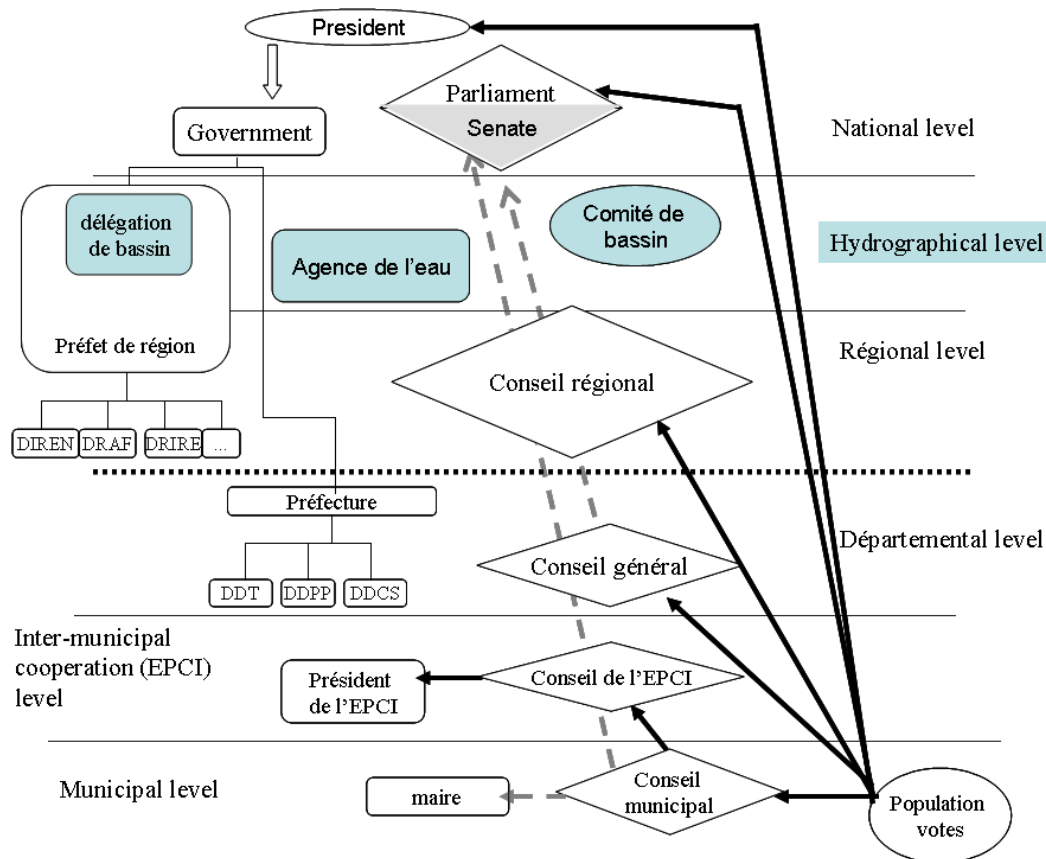 President
Parliament
Senate
Government
National level
délégation
de bassin
Comité de
bassin
Agence de l'eau
Hydrographical level
Préfet de région
Régional level
Conseil régional
DIREN
DRAF
DRIRE
...
Préfecture
Départemental level
Conseil général
DDT
DDPP
DDCS
Inter-municipal
cooperation (EPCI)
level
Président
de l'EPCI
Conseil de l'EPCI
Municipal level
maire
Conseil
municipal
Population
votes